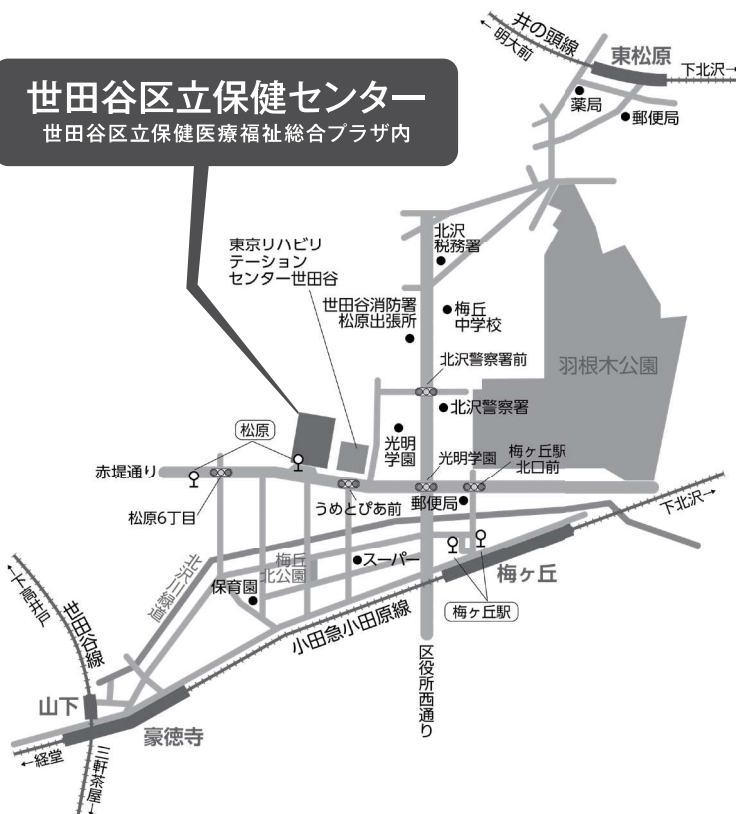 井の頭線
←明大前
東松原
下北沢→
薬局
郵便局
世田谷区立保健センター
世田谷区立保健医療福祉総合プラザ内
北沢
税務署
東京リハビリ
テーション
センター世田谷
世田谷消防署
松原出張所
梅丘
中学校
北沢警察署前
羽根木公園
北沢警察署
松原
光明
学園
光明学園
梅ヶ丘駅
北口前
赤堤通り
松原6丁目
うめとぴあ前
郵便局
下北沢→
梅丘
北公園
スーパー
北沢川緑道
保育園
梅ヶ丘
梅ヶ丘駅
←下高井戸
世田谷線
小田急小田原線
区役所西通り
山下
豪徳寺
←経堂
三軒茶屋→